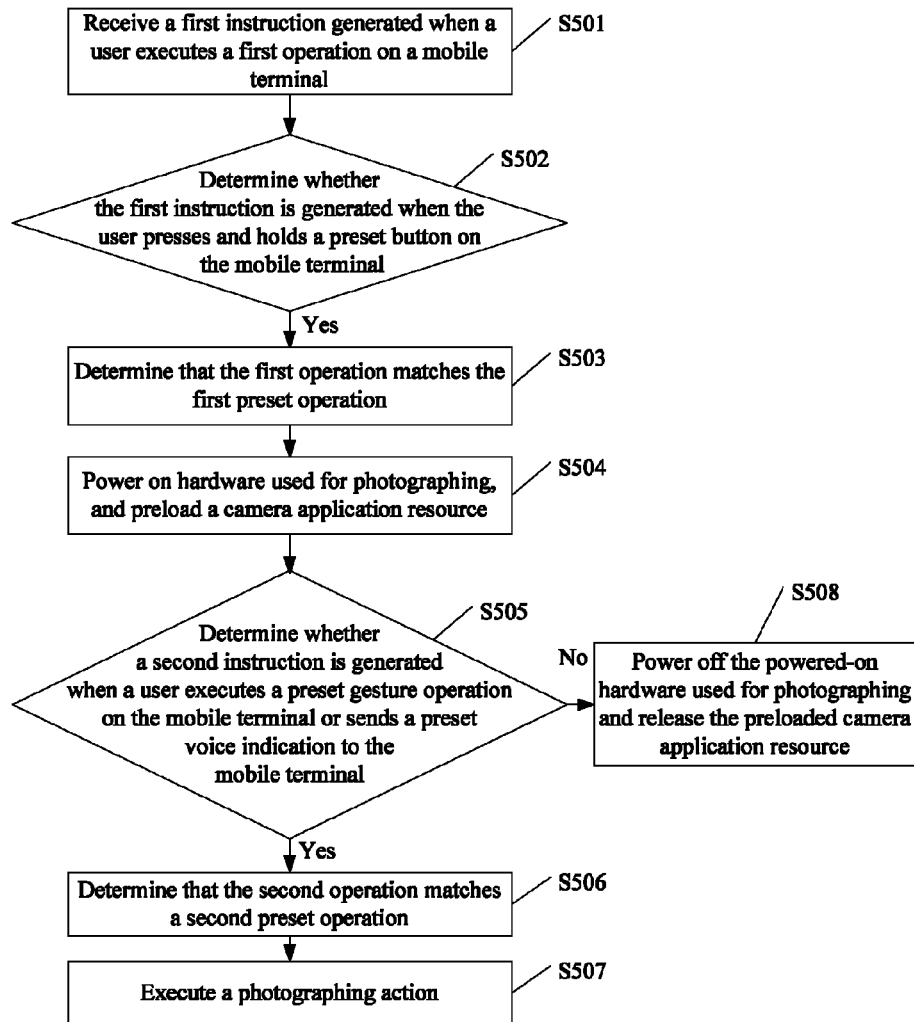 Receive a first instruction generated when a
user executes a first operation on a mobile
terminal
S501
S502
Determine whether
the first instruction is generated when the
user presses and holds a preset button on
the mobile terminal
Yes
S503
Determine that the first operation matches the
first preset operation
S504
Power on hardware used for photographing,
and preload a camera application resource
S505
Determine whether
a second instruction is generated
when a user executes a preset gesture operation
on the mobile terminal or sends a preset
voice indication to the
mobile terminal
No
S508
Power off the powered-on
hardware used for photographing
and release the preloaded camera
application resource
Yes
S506
Determine that the second operation matches
a second preset operation
S507
Execute a photographing action